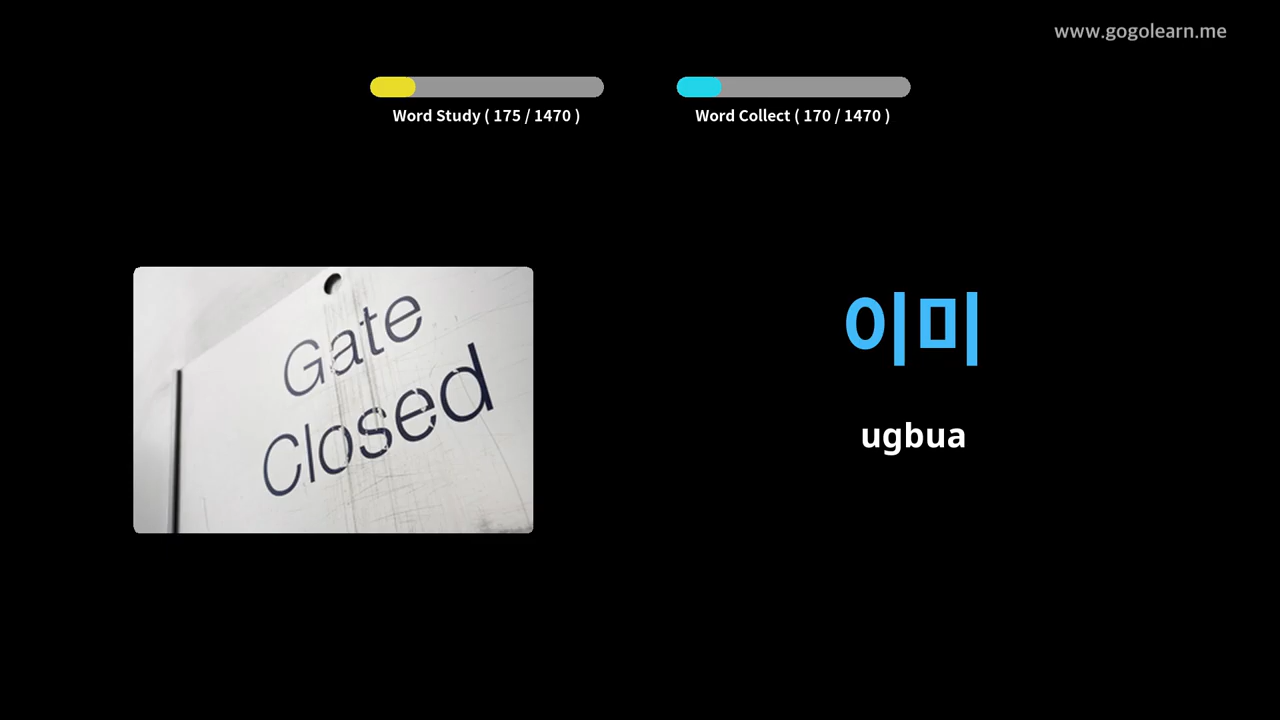 www.gogolearn.me
Word Study ( 175 / 1470 )
Word Collect ( 170 / 1470 )
Gate
Closed
이미
ugbua